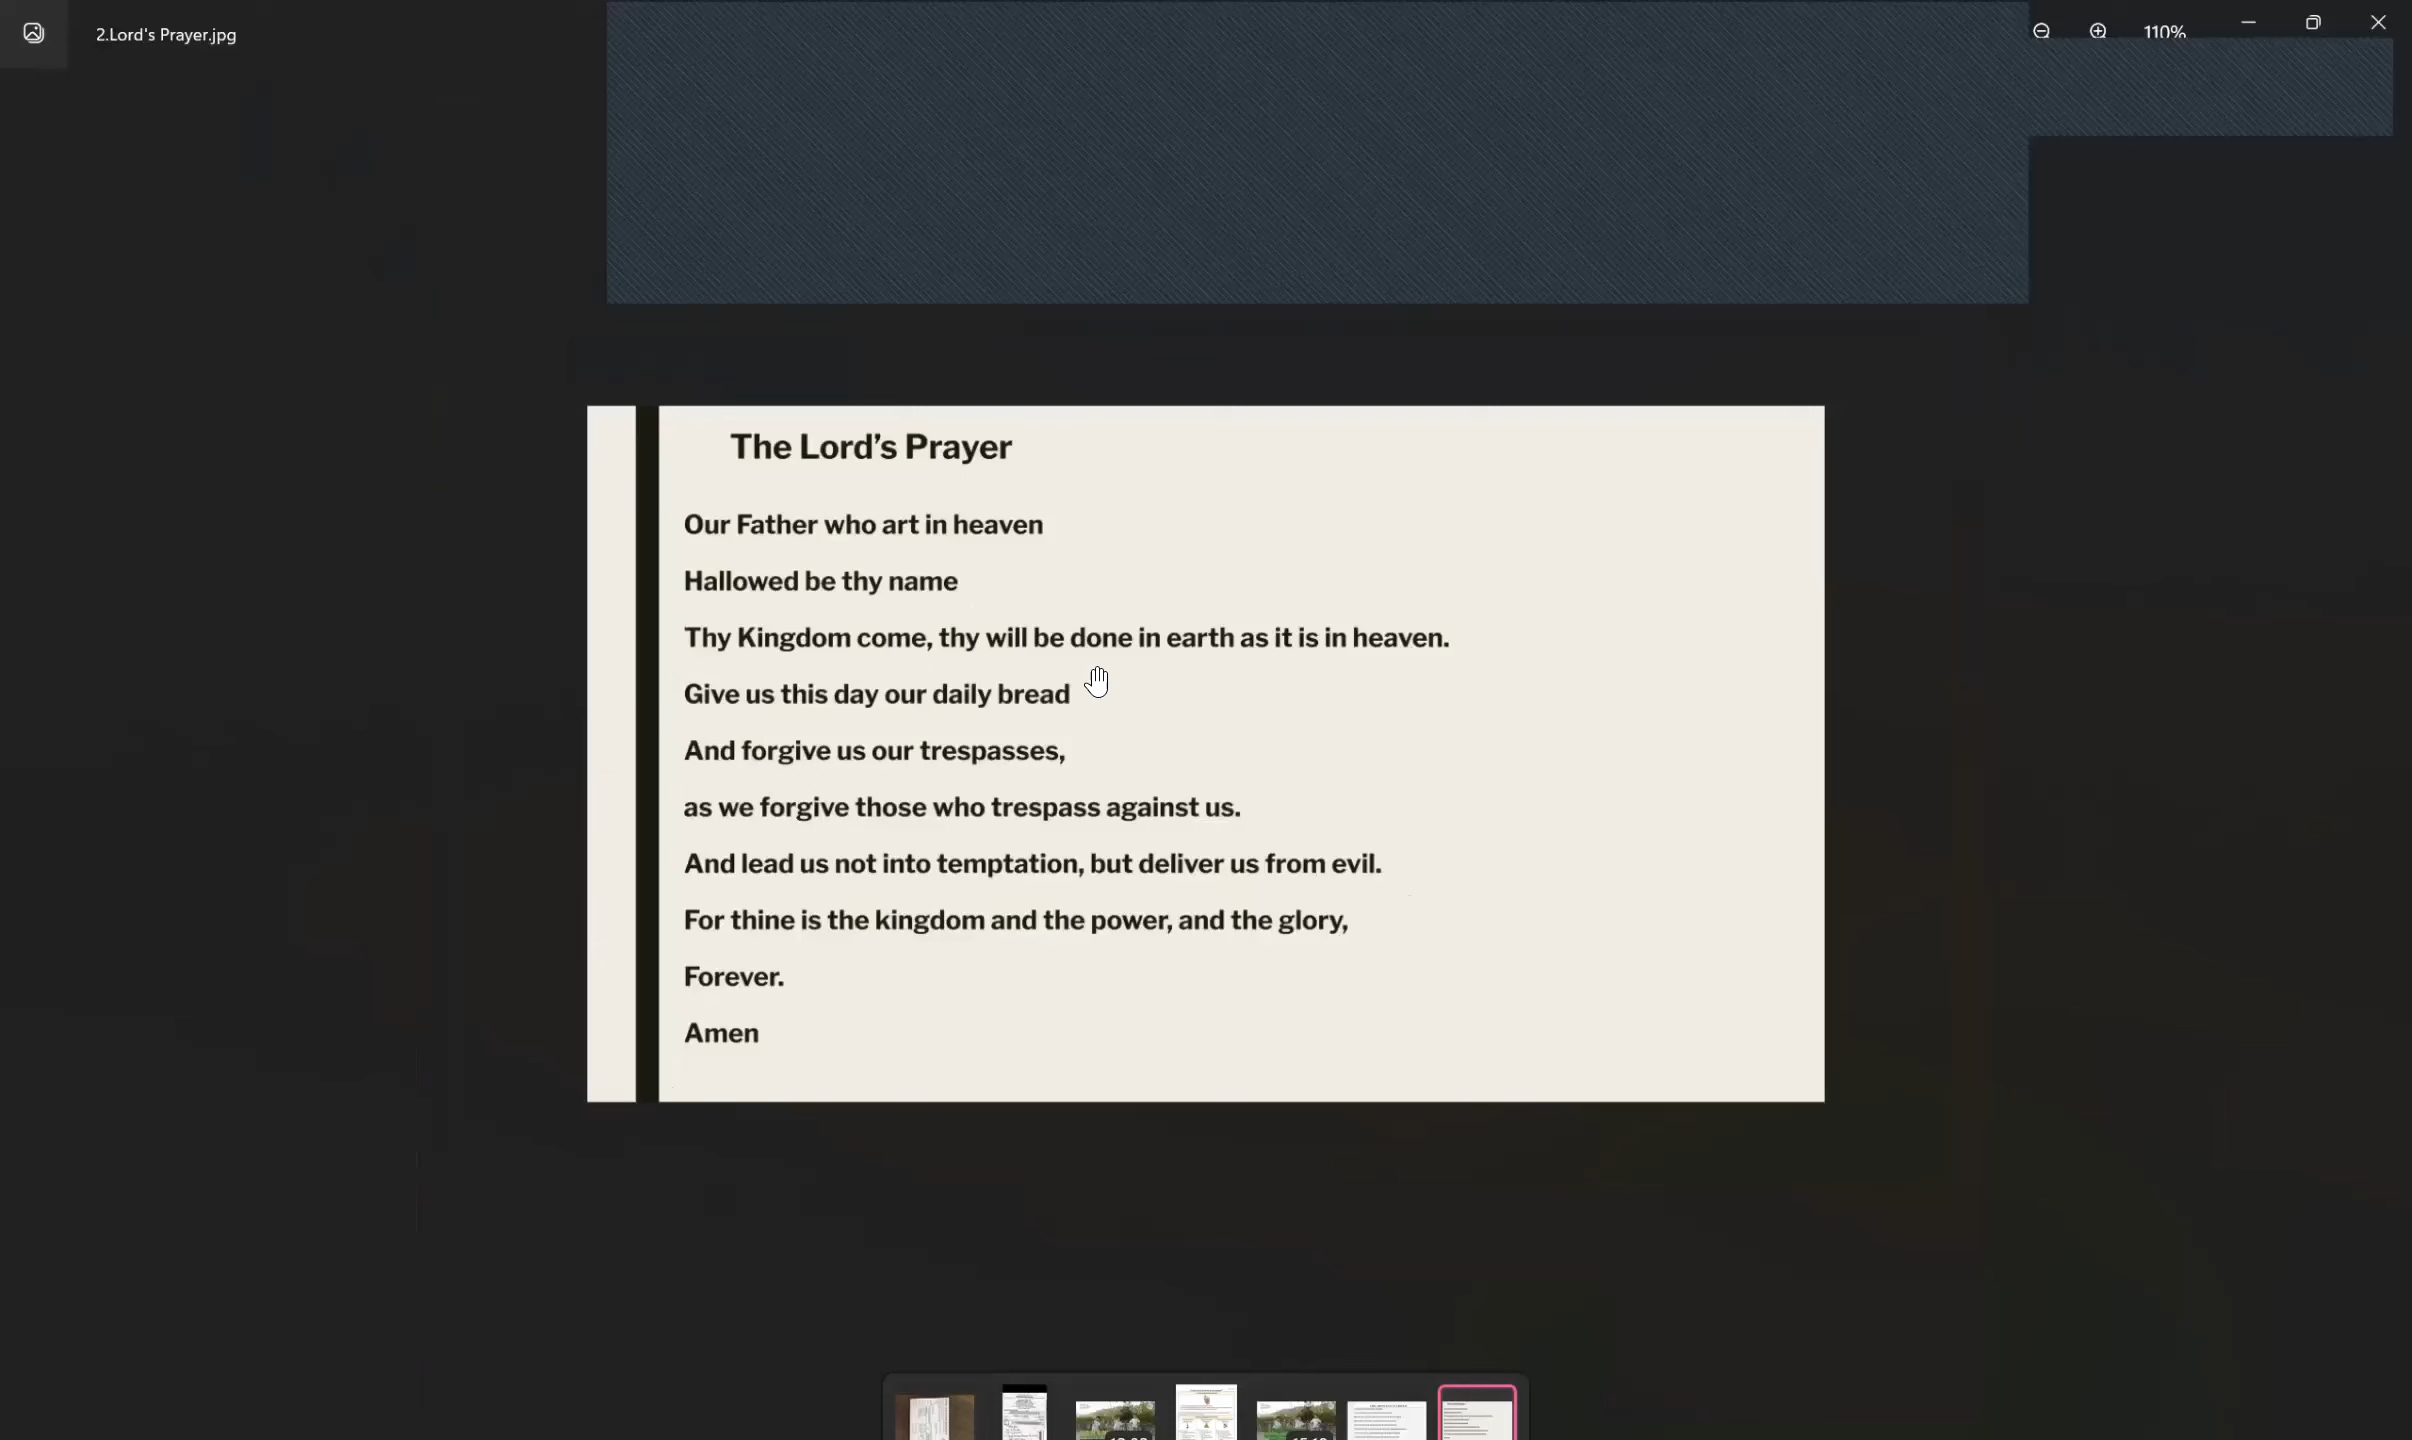 2.Lord's Prayer.jpg
110%
The Lord’s Prayer
Our Father who art in heaven
Hallowed be thy name
Thy Kingdom come, thy will be done in earth as it is in heaven.
Give us this day our daily bread
And forgive us our trespasses,
as we forgive those who trespass against us.
And lead us not into temptation, but deliver us from evil.
For thine is the kingdom and the power, and the glory,
Forever.
Amen